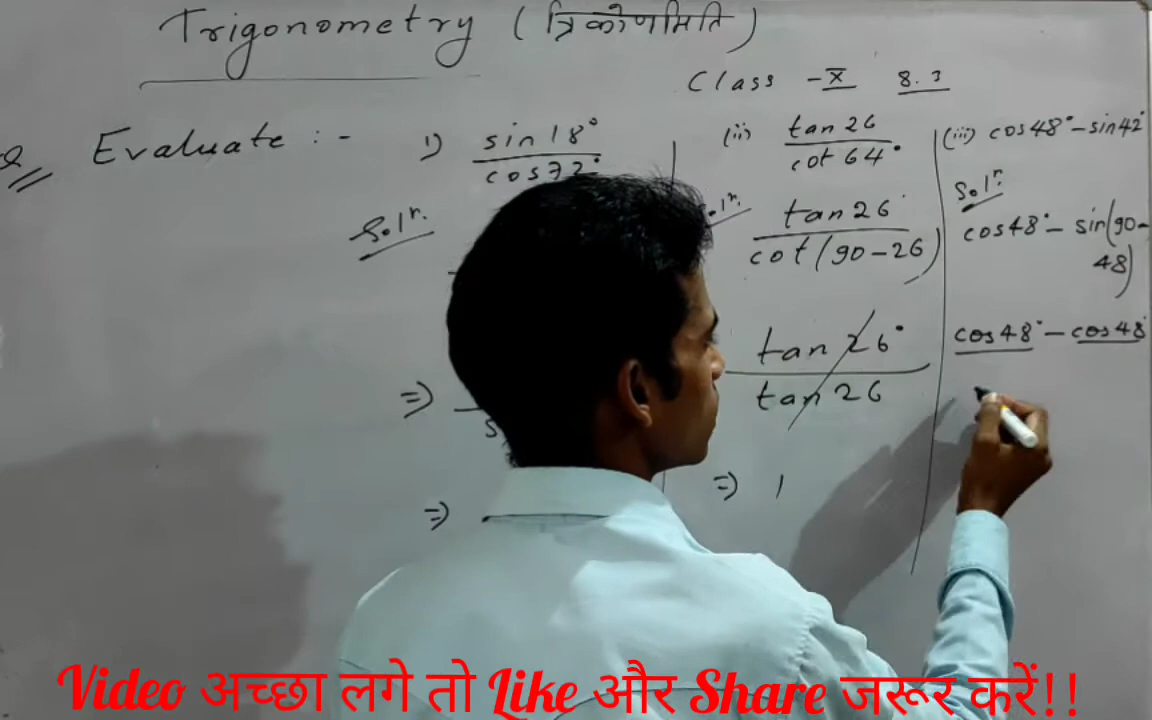 Trigonometry (त्रिकोणमिति)
Class - X 8.3
Q Evaluate :-
i) sin18°
cos72°
Sol^n.
=>
=>
(ii) tan26
cot64°
tan26°
cot(90-26)
tan26°
tan26
=> 1
(iii) cos48°-sin42°
Sol^n.
cos48° - sin(90-
48)
cos48° - cos48°
Video अच्छा लगे तो Like और Share जरूर करें!!